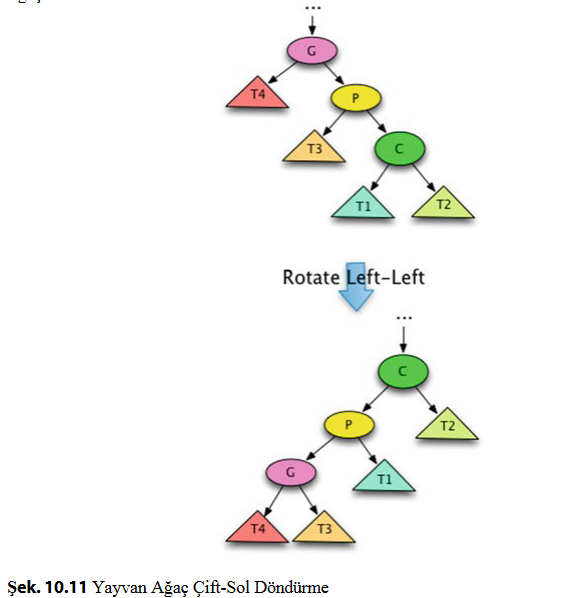 ...
G
T4
P
T3
C
T1
T2
Rotate Left-Left
...
C
P
T2
G
T1
T4
T3
Şek. 10.11 Yayvan Ağaç Çift-Sol Döndürme